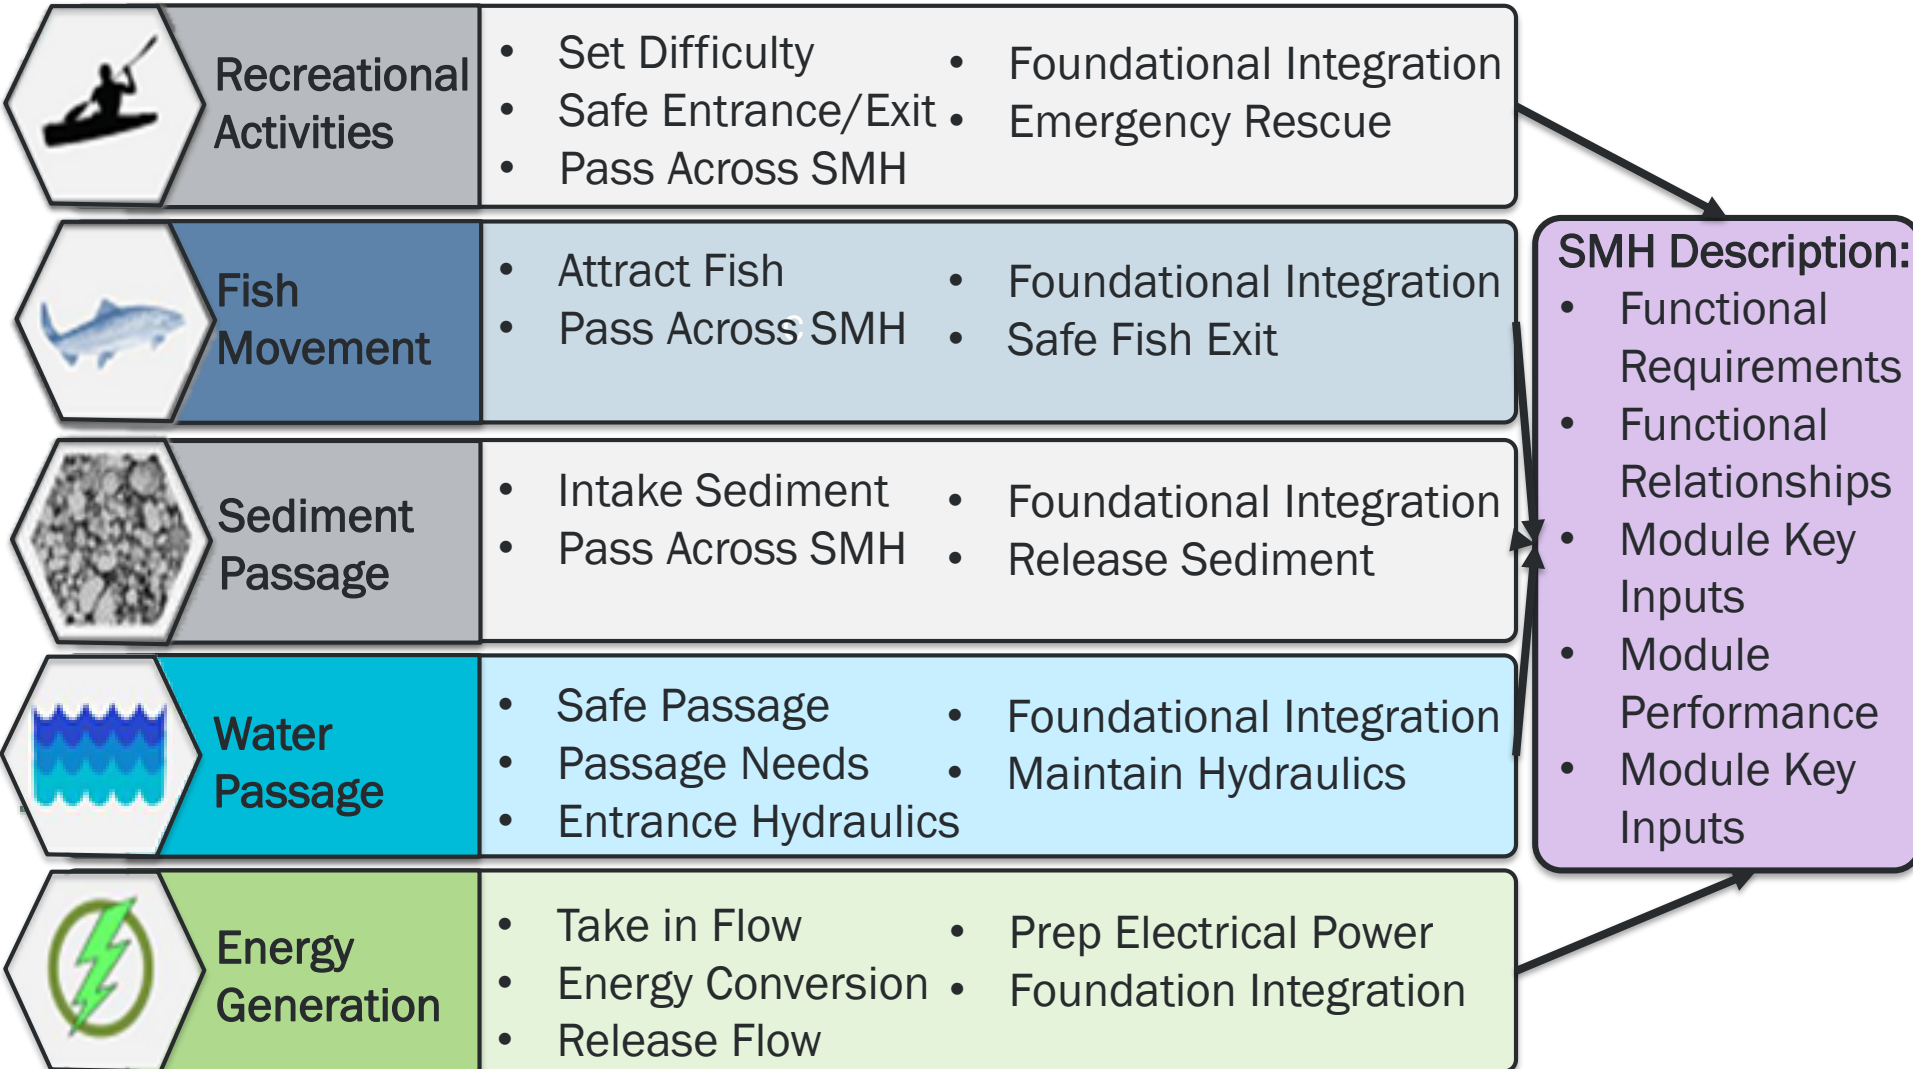 Recreational
Activities
• Set Difficulty
• Safe Entrance/Exit
• Pass Across SMH
• Foundational Integration
• Emergency Rescue
Fish
Movement
• Attract Fish
• Pass Across SMH
• Foundational Integration
• Safe Fish Exit
Sediment
Passage
• Intake Sediment
• Pass Across SMH
• Foundational Integration
• Release Sediment
Water
Passage
• Safe Passage
• Passage Needs
• Entrance Hydraulics
• Foundational Integration
• Maintain Hydraulics
Energy
Generation
• Take in Flow
• Energy Conversion
• Release Flow
• Prep Electrical Power
• Foundation Integration
SMH Description:
• Functional
Requirements
• Functional
Relationships
• Module Key
Inputs
• Module
Performance
• Module Key
Inputs